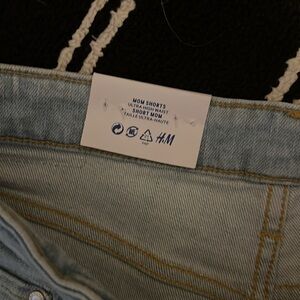 MOM SHORTS
ULTRA HIGH WAIST
SHORT MOM
TAILLE ULTRA-HAUTE
H&M